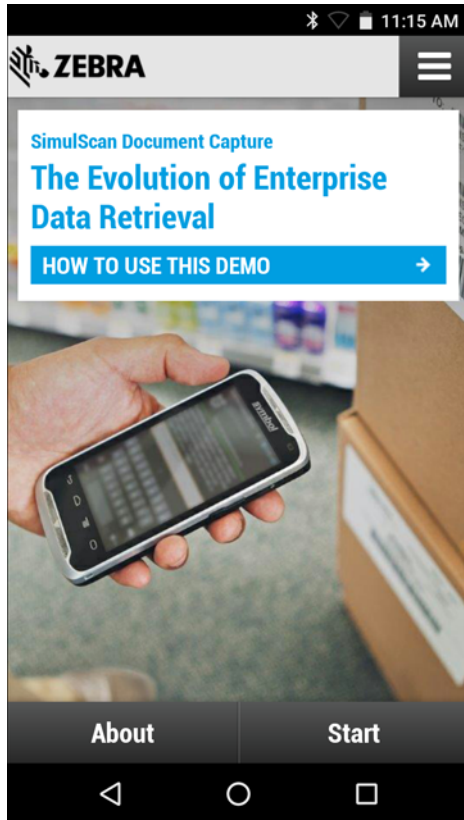 11:15 AM
ZEBRA
SimulScan Document Capture
The Evolution of Enterprise
Data Retrieval
HOW TO USE THIS DEMO
symbol
About
Start